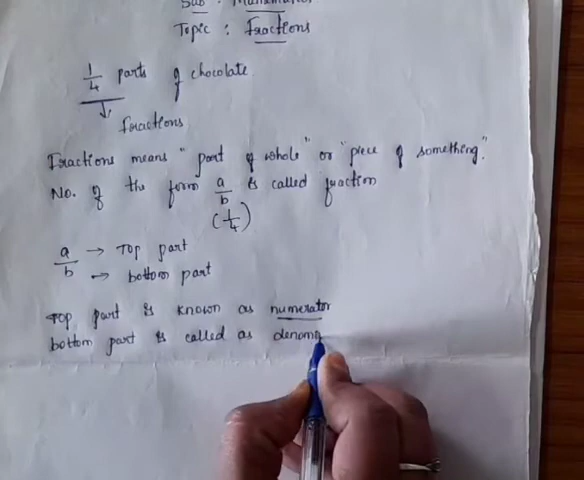 Sub : Mathematics
Topic : Fractions
1/4 parts of chocolate
↓
fractions
Fractions means "part of whole" or "piece of something".
No. of the form a/b is called fraction
(1/4)
a/b → Top part
→ bottom part
Top part is known as numerator
bottom part is called as denom